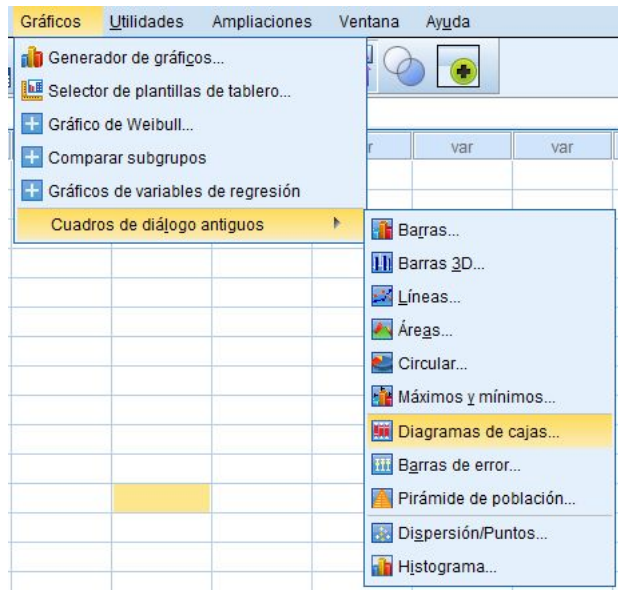 Gráficos Utilidades Ampliaciones Ventana Ayuda
Generador de gráficos...
Selector de plantillas de tablero...
Gráfico de Weibull...
Comparar subgrupos
Gráficos de variables de regresión
Cuadros de diálogo antiguos
r var var
Barras...
Barras 3D...
Líneas...
Áreas...
Circular...
Máximos y mínimos...
Diagramas de cajas...
Barras de error...
Pirámide de población...
Dispersión/Puntos...
Histograma...